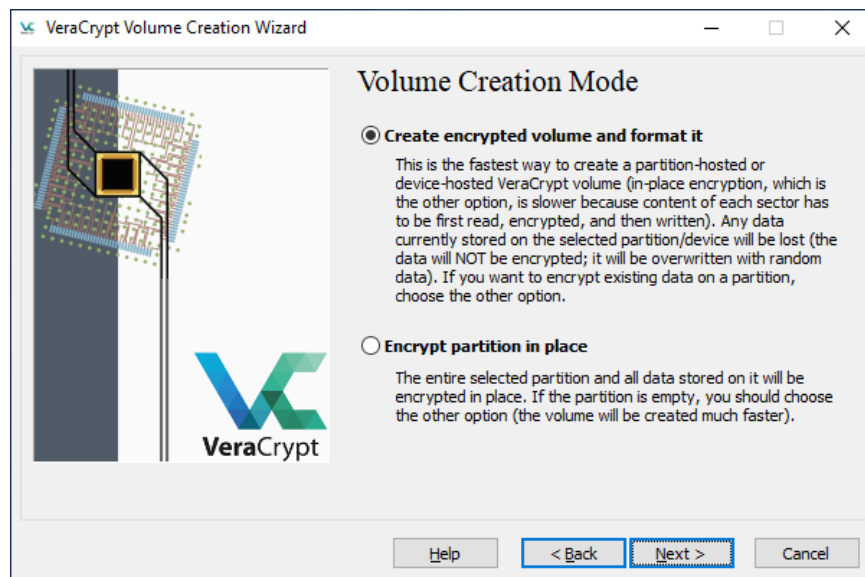 VeraCrypt Volume Creation Wizard
Volume Creation Mode
Create encrypted volume and format it
This is the fastest way to create a partition-hosted or
device-hosted VeraCrypt volume (in-place encryption, which is
the other option, is slower because content of each sector has
to be first read, encrypted, and then written). Any data
currently stored on the selected partition/device will be lost (the
data will NOT be encrypted; it will be overwritten with random
data). If you want to encrypt existing data on a partition,
choose the other option.
Encrypt partition in place
The entire selected partition and all data stored on it will be
encrypted in place. If the partition is empty, you should choose
the other option (the volume will be created much faster).
VeraCrypt
Help
< Back
Next >
Cancel